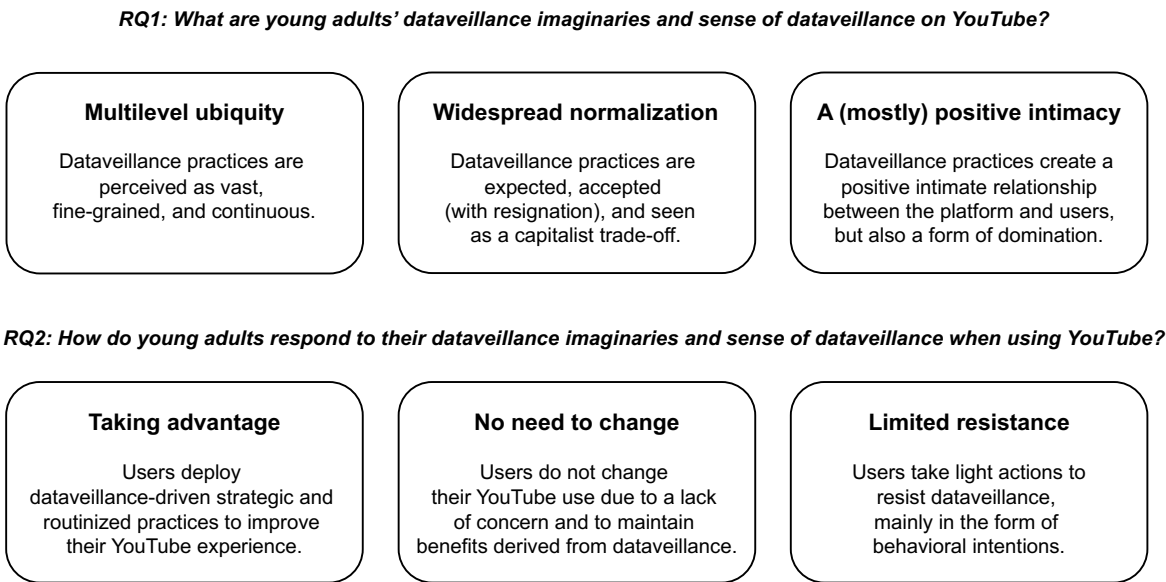 RQ1: What are young adults’ dataveillance imaginaries and sense of dataveillance on YouTube?
Multilevel ubiquity
Dataveillance practices are
perceived as vast,
fine-grained, and continuous.
Widespread normalization
Dataveillance practices are
expected, accepted
(with resignation), and seen
as a capitalist trade-off.
A (mostly) positive intimacy
Dataveillance practices create a
positive intimate relationship
between the platform and users,
but also a form of domination.
RQ2: How do young adults respond to their dataveillance imaginaries and sense of dataveillance when using YouTube?
Taking advantage
Users deploy
dataveillance-driven strategic and
routinized practices to improve
their YouTube experience.
No need to change
Users do not change
their YouTube use due to a lack
of concern and to maintain
benefits derived from dataveillance.
Limited resistance
Users take light actions to
resist dataveillance,
mainly in the form of
behavioral intentions.